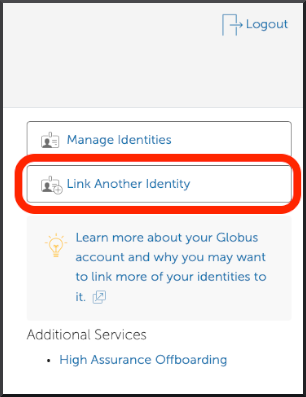 Logout
Manage Identities
Link Another Identity
Learn more about your Globus
account and why you may want
to link more of your identities to
it.
Additional Services
• High Assurance Offboarding